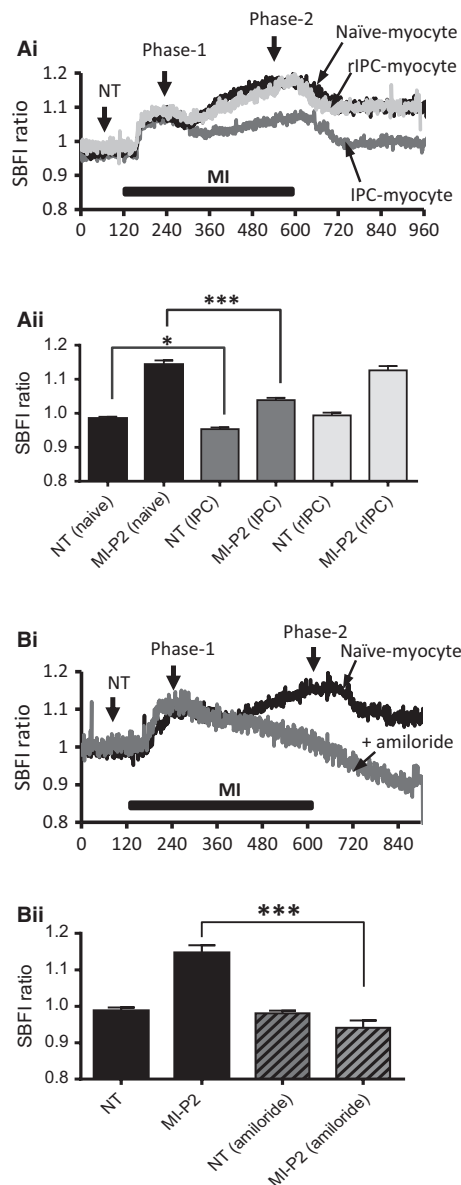 Ai
Phase-2
Naïve-myocyte
Phase-1
NT
rIPC-myocyte
IPC-myocyte
SBFI ratio
1.2
1.1
1
0.9
0.8
MI
0 120 240 360 480 600 720 840 960
Aii
***
*
SBFI ratio
1.2
1.1
1.0
0.9
0.8
NT (naive)
MI-P2 (naive)
NT (IPC)
MI-P2 (IPC)
NT (rIPC)
MI-P2 (rIPC)
Bi
Phase-2
Phase-1
Naïve-myocyte
NT
+ amiloride
SBFI ratio
1.2
1.1
1
0.9
0.8
MI
0 120 240 360 480 600 720 840
Bii
***
SBFI ratio
1.2
1.1
1.0
0.9
0.8
NT
MI-P2
NT (amiloride)
MI-P2 (amiloride)